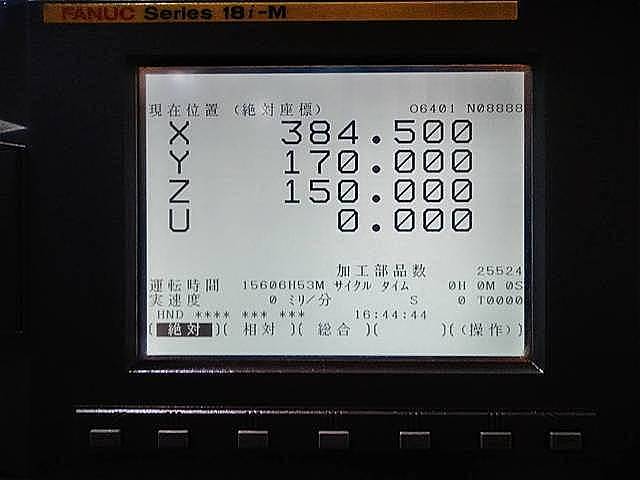 FANUC Series 18i-M
現在位置 (絶対座標) O6401 N08888
X 384.500
Y 170.000
Z 150.000
U 0.000
加工部品数 25524
運転時間 15606H53M サイクル タイム 0H 0M 0S
実速度 0 ミリ/分 S 0 T0000
HND **** *** *** 16:44:44
( 絶対 )( 相対 )( 総合 )( )((操作))